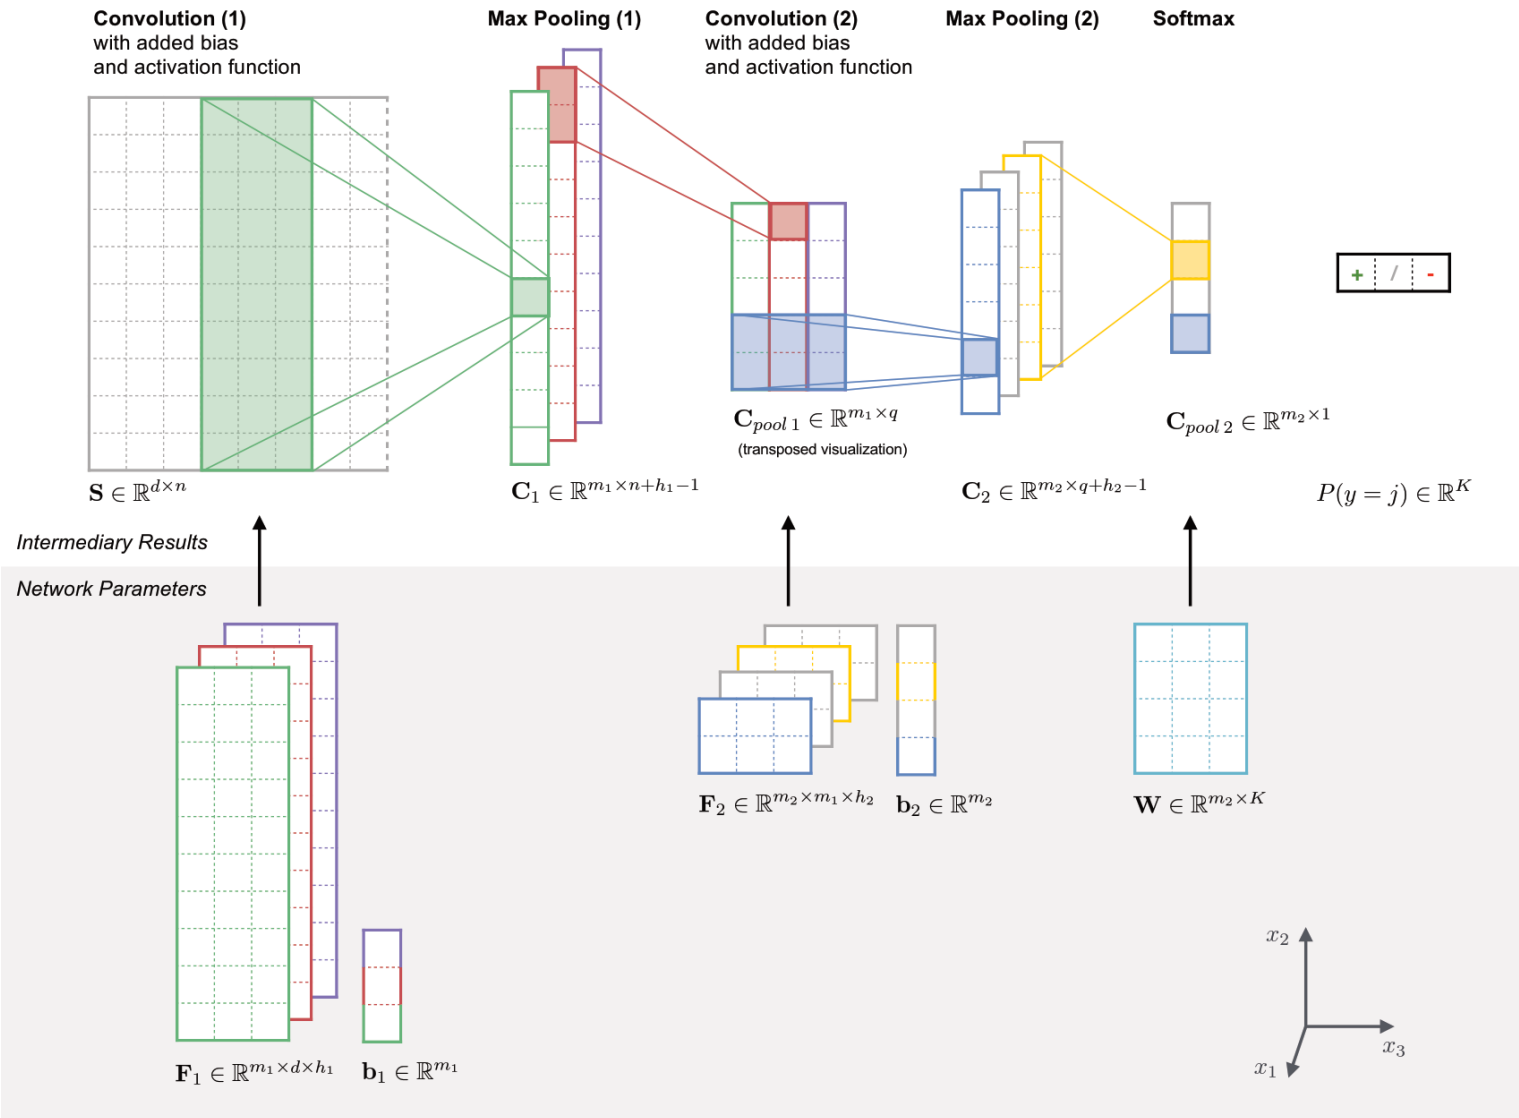 Convolution (1)
with added bias
and activation function
Max Pooling (1)
Convolution (2)
with added bias
and activation function
Max Pooling (2)
Softmax
+ / -
C_{pool 1} ∈ ℝ^{m_1×q}
(transposed visualization)
C_{pool 2} ∈ ℝ^{m_2×1}
S ∈ ℝ^{d×n}
C_1 ∈ ℝ^{m_1×n+h_1−1}
C_2 ∈ ℝ^{m_2×q+h_2−1}
P(y = j) ∈ ℝ^K
Intermediary Results
Network Parameters
F_2 ∈ ℝ^{m_2×m_1×h_2}
b_2 ∈ ℝ^{m_2}
W ∈ ℝ^{m_2×K}
F_1 ∈ ℝ^{m_1×d×h_1}
b_1 ∈ ℝ^{m_1}
x_2
x_3
x_1